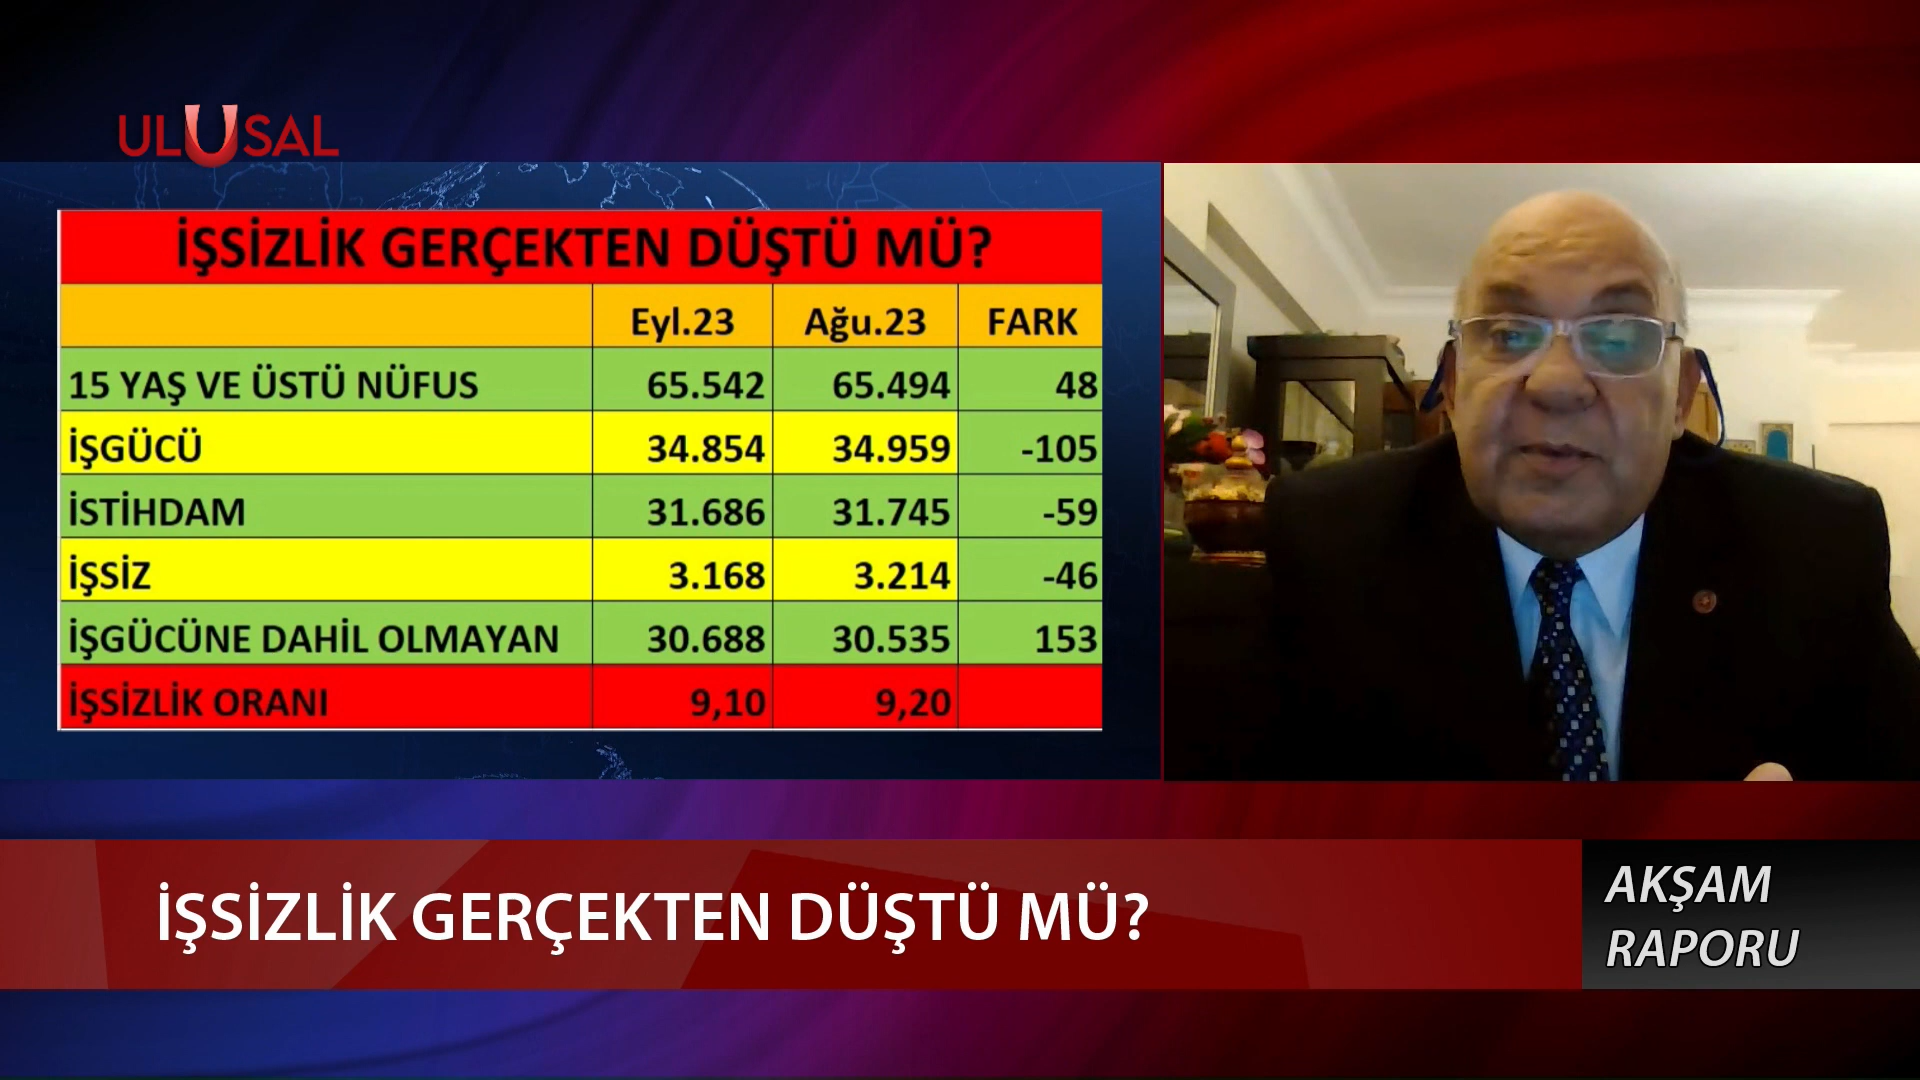 ULUSAL
İŞSİZLİK GERÇEKTEN DÜŞTÜ MÜ?
Eyl.23 Ağu.23 FARK
15 YAŞ VE ÜSTÜ NÜFUS 65.542 65.494 48
İŞGÜCÜ 34.854 34.959 -105
İSTİHDAM 31.686 31.745 -59
İŞSİZ 3.168 3.214 -46
İŞGÜCÜNE DAHİL OLMAYAN 30.688 30.535 153
İŞSİZLİK ORANI 9,10 9,20
İŞSİZLİK GERÇEKTEN DÜŞTÜ MÜ?
AKŞAM
RAPORU